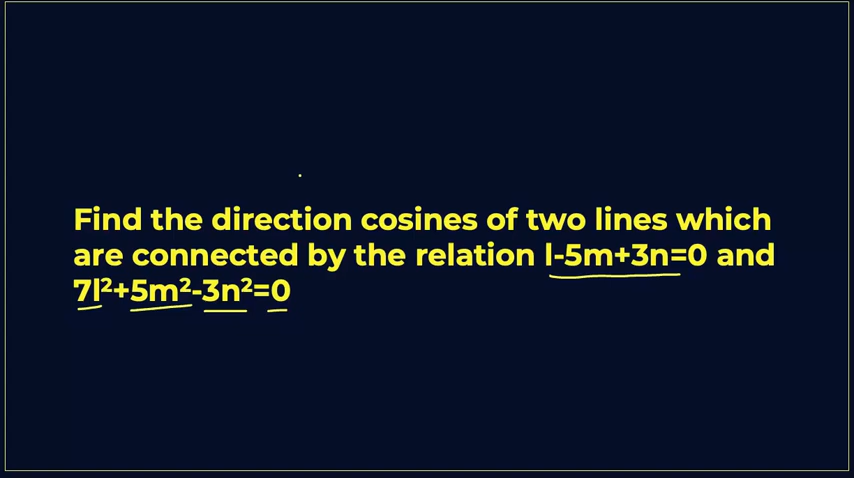 Find the direction cosines of two lines which
are connected by the relation l-5m+3n=0 and
7l²+5m²-3n²=0